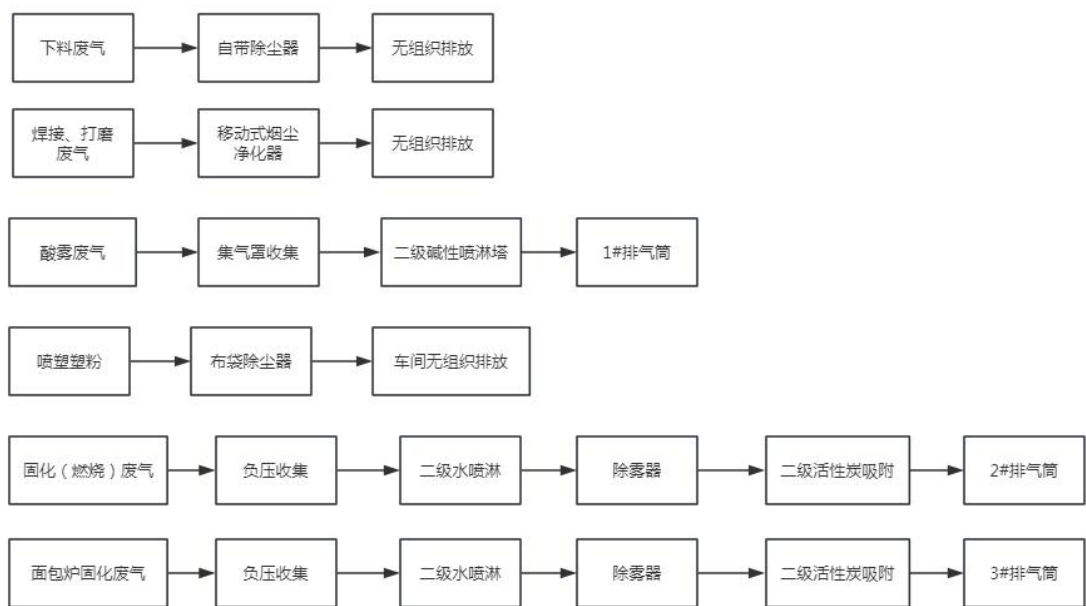 下料废气
自带除尘器
无组织排放
焊接、打磨
废气
移动式烟尘
净化器
无组织排放
酸雾废气
集气罩收集
二级碱性喷淋塔
1#排气筒
喷塑塑粉
布袋除尘器
车间无组织排放
固化（燃烧）废气
负压收集
二级水喷淋
除雾器
二级活性炭吸附
2#排气筒
面包炉固化废气
负压收集
二级水喷淋
除雾器
二级活性炭吸附
3#排气筒